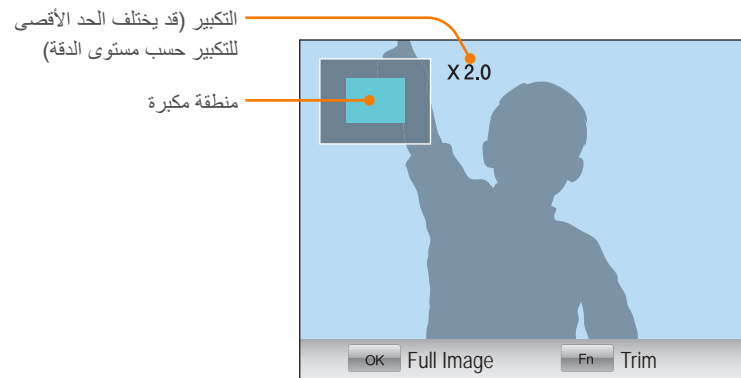 التكبير (قد يختلف الحد الأقصى
للتكبير حسب مستوى الدقة)
منطقة مكبرة
X 2.0
OK Full Image Fn Trim